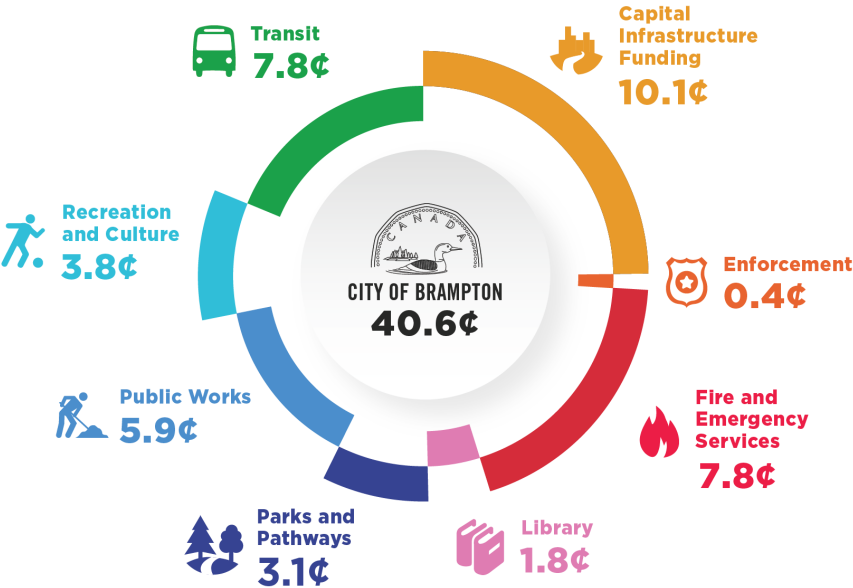 Transit
7.8¢
Capital
Infrastructure
Funding
10.1¢
Recreation
and Culture
3.8¢
CANADA
CITY OF BRAMPTON
40.6¢
Enforcement
0.4¢
Public Works
5.9¢
Fire and
Emergency
Services
7.8¢
Parks and
Pathways
3.1¢
Library
1.8¢